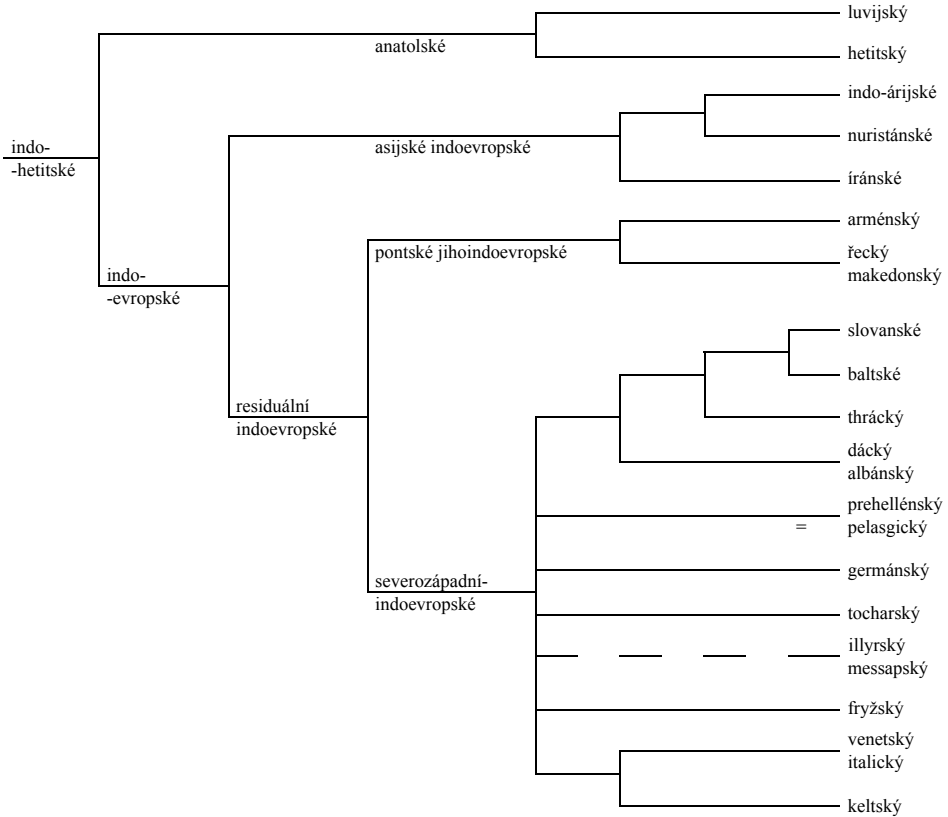 luvijský
anatolské
hetitský
indo-árijské
indo-
-hetitské
asijské indoevropské
nuristánské
íránské
arménský
pontské jihoindoevropské
řecký
makedonský
indo-
-evropské
slovanské
baltské
residuální
indoevropské
thrácký
dácký
albánský
prehellénský
= pelasgický
germánský
severozápadní-
indoevropské
tocharský
illyrský
messapský
fryžský
venetský
italický
keltský